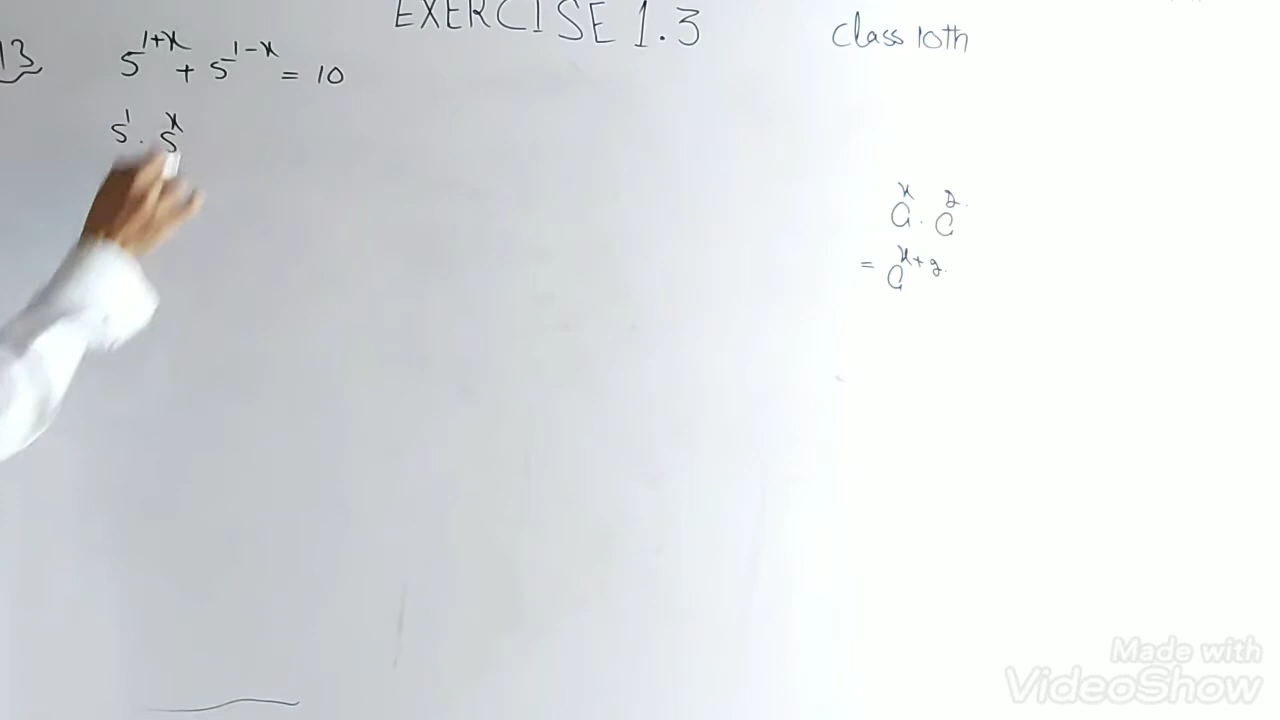 EXERCISE 1.3
Class 10th
13 5^{1+x} + 5^{1-x} = 10
5^1 . 5^x
a^x . a^y.
= a^{x+y}.
Made with
VideoShow